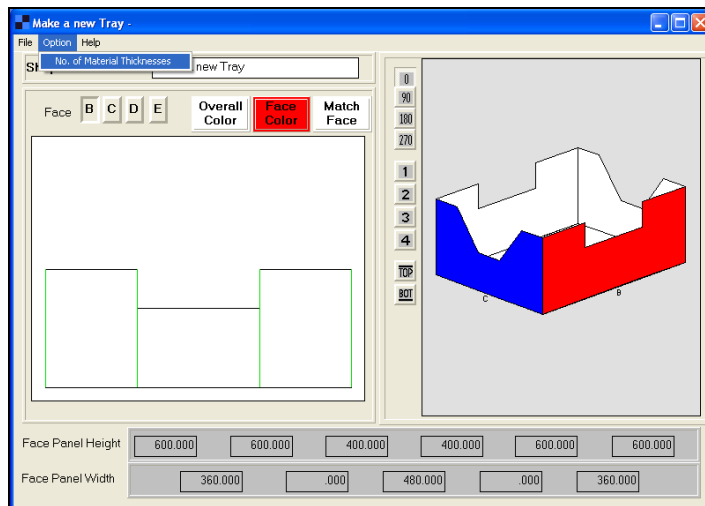 Make a new Tray -
File Option Help
No. of Material Thicknesses
new Tray
Face B C D E
Overall Color
Face Color
Match Face
0
90
180
270
1
2
3
4
TOP
BOT
C
B
Face Panel Height 600.000 600.000 400.000 400.000 600.000 600.000
Face Panel Width 360.000 .000 480.000 .000 360.000